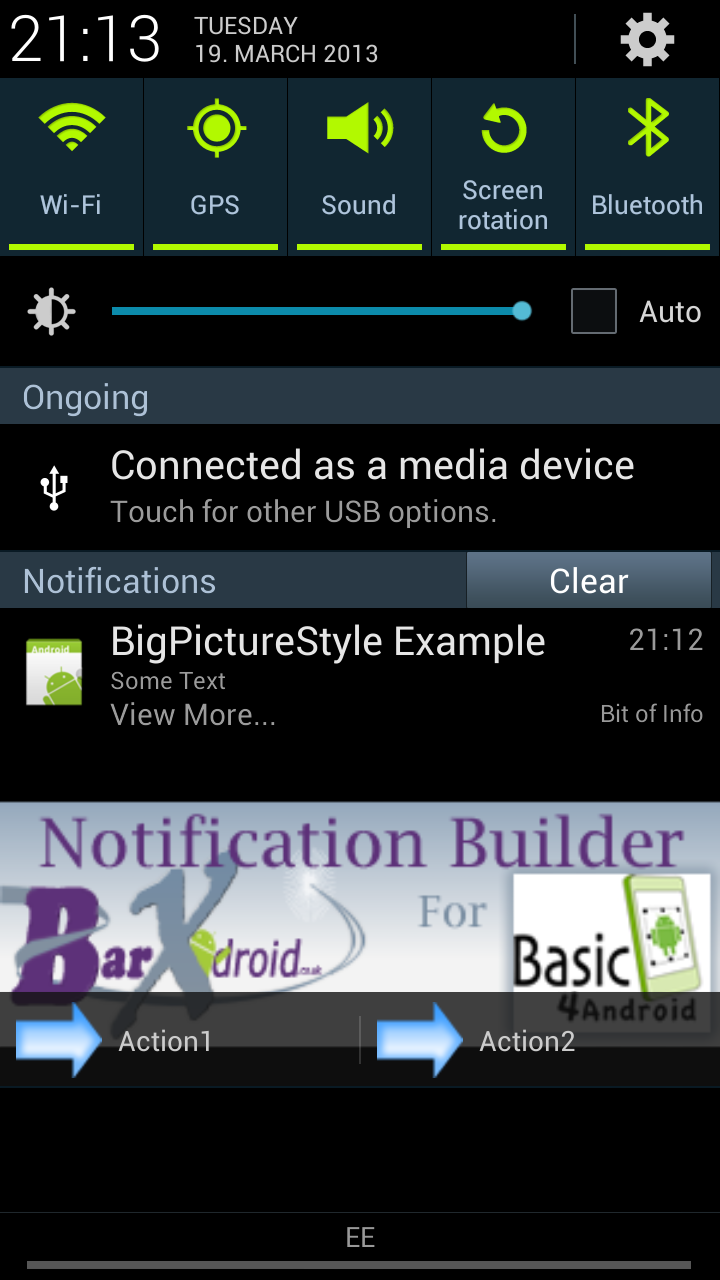 21:13
TUESDAY
19. MARCH 2013
Wi-Fi
GPS
Sound
Screen
rotation
Bluetooth
Auto
Ongoing
Connected as a media device
Touch for other USB options.
Notifications
Clear
Android
BigPictureStyle Example
21:12
Some Text
View More...
Bit of Info
Notification Builder
For
BarXdroid.co.uk
Basic
4Android
Action1
Action2
EE